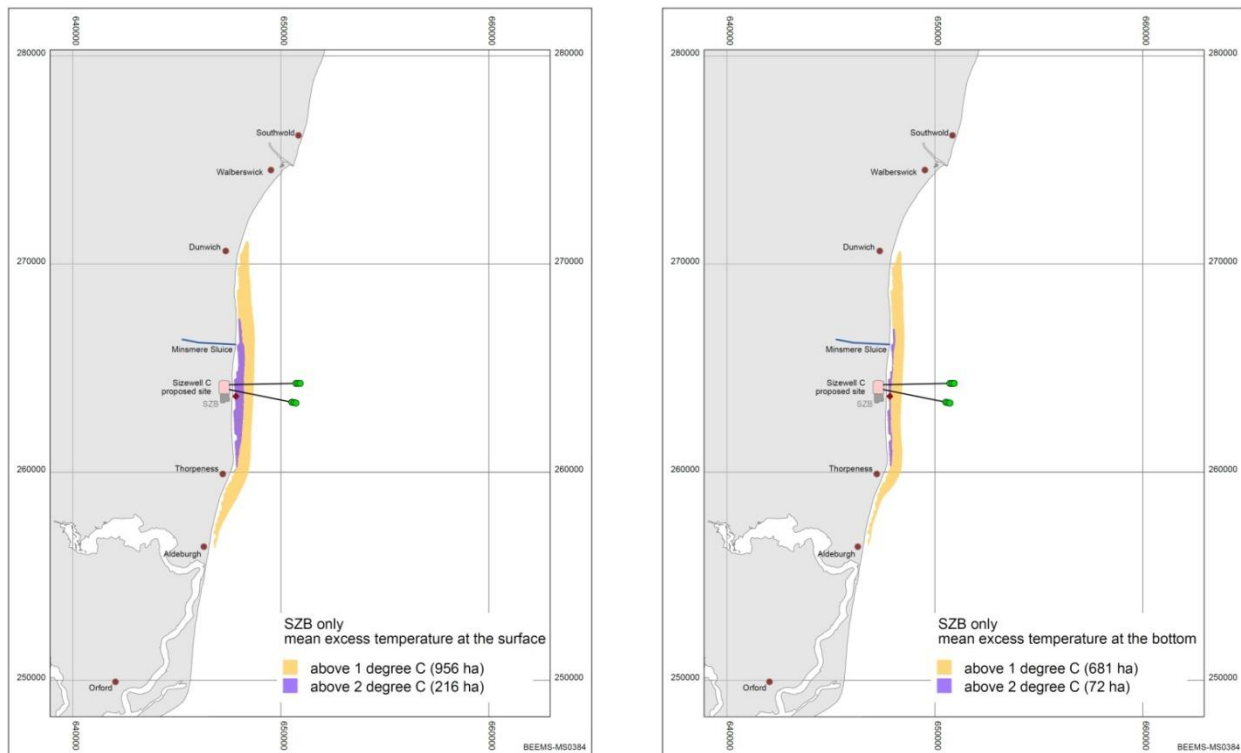 640000
650000
660000
280000
280000
Southwold
Walberswick
Dunwich
270000
270000
Minsmere Sluice
Sizewell C
proposed site
SZB
Thorpeness
260000
260000
Aldeburgh
SZB only
mean excess temperature at the surface
above 1 degree C (956 ha)
above 2 degree C (216 ha)
Orford
250000
250000
640000
650000
660000
BEEMS-MS0384
640000
650000
660000
280000
280000
Southwold
Walberswick
Dunwich
270000
270000
Minsmere Sluice
Sizewell C
proposed site
SZB
Thorpeness
260000
260000
Aldeburgh
SZB only
mean excess temperature at the bottom
above 1 degree C (681 ha)
above 2 degree C (72 ha)
Orford
250000
250000
640000
650000
660000
BEEMS-MS0384